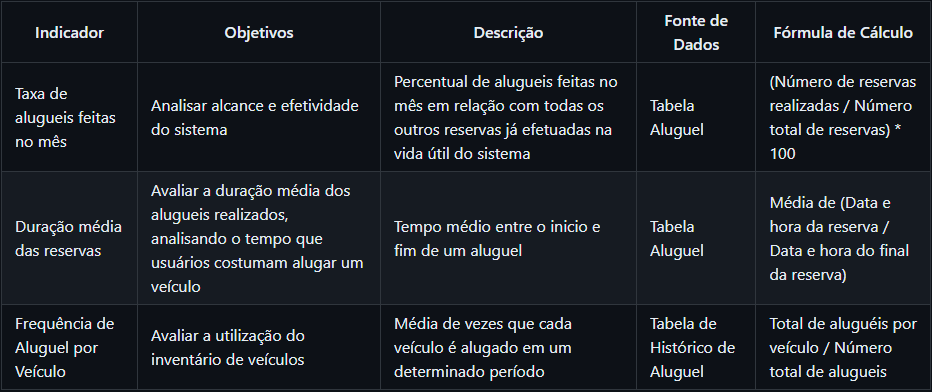 Indicador
Objetivos
Descrição
Fonte de
Dados
Fórmula de Cálculo
Taxa de
alugueis feitas
no mês
Analisar alcance e efetividade
do sistema
Percentual de alugueis feitas no
mês em relação com todas os
outros reservas já efetuadas na
vida útil do sistema
Tabela
Aluguel
(Número de reservas
realizadas / Número
total de reservas) *
100
Duração média
das reservas
Avaliar a duração média dos
alugueis realizados,
analisando o tempo que
usuários costumam alugar um
veículo
Tempo médio entre o inicio e
fim de um aluguel
Tabela
Aluguel
Média de (Data e
hora da reserva /
Data e hora do final
da reserva)
Frequência de
Aluguel por
Veículo
Avaliar a utilização do
inventário de veículos
Média de vezes que cada
veículo é alugado em um
determinado período
Tabela de
Histórico de
Aluguel
Total de aluguéis por
veículo / Número
total de alugueis